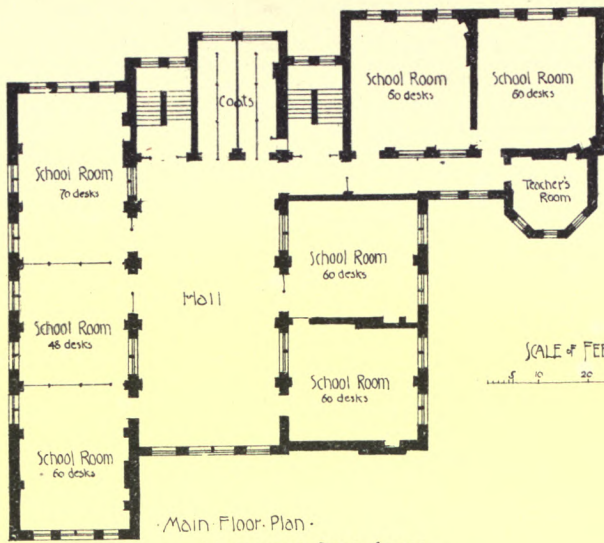 School Room
60 desks
School Room
60 desks
Coats
School Room
70 desks
Teacher's
Room
School Room
60 desks
Hall
School Room
48 desks
SCALE OF FEE
5 10 20
School Room
60 desks
School Room
60 desks
·Main·Floor·Plan·